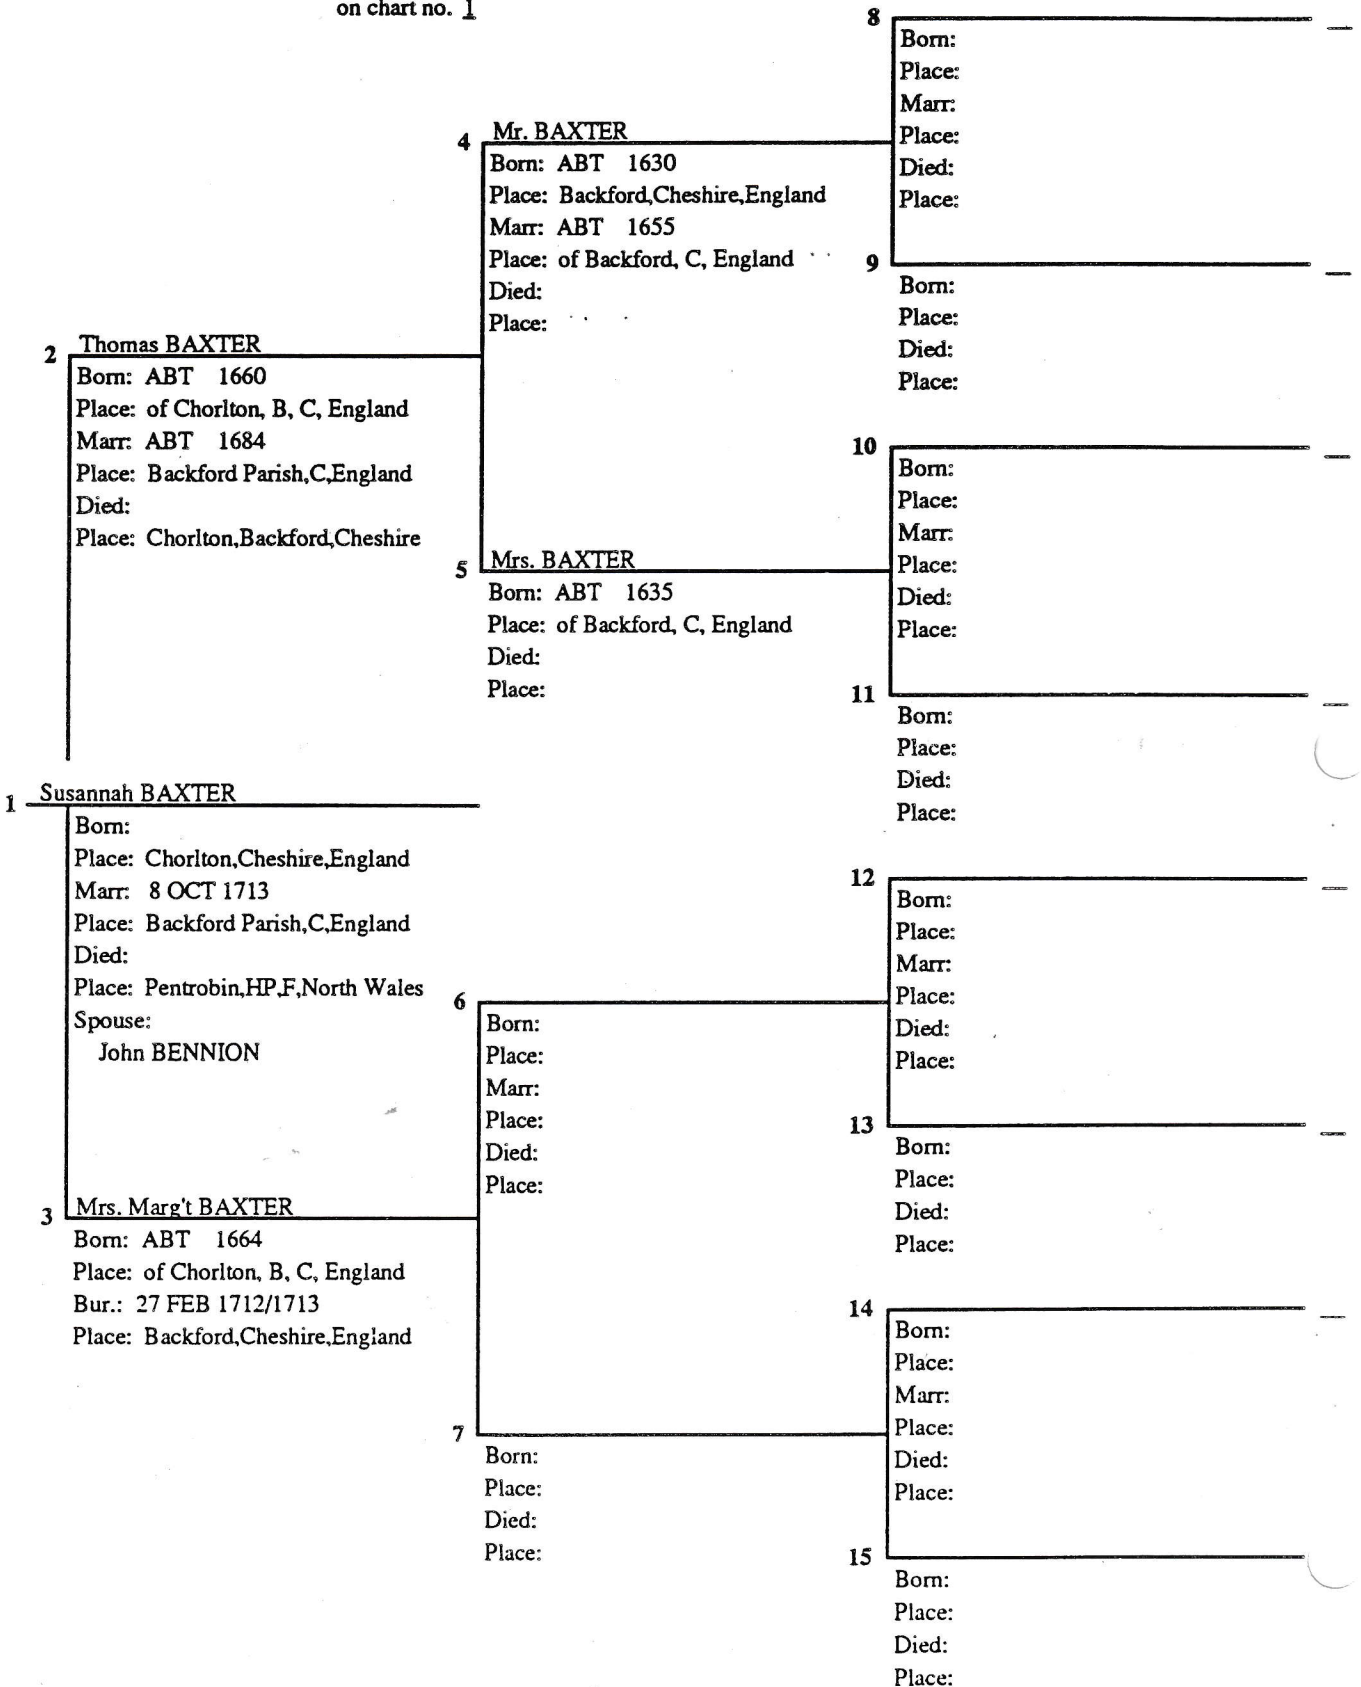 on chart no. 1
8
Born:
Place:
Marr:
Place:
Died:
Place:
4 Mr. BAXTER
Born: ABT 1630
Place: Backford,Cheshire,England
Marr: ABT 1655
Place: of Backford, C, England
Died:
Place:
9
Born:
Place:
Died:
Place:
2 Thomas BAXTER
Born: ABT 1660
Place: of Chorlton, B, C, England
Marr: ABT 1684
Place: Backford Parish,C,England
Died:
Place: Chorlton,Backford,Cheshire
10
Born:
Place:
Marr:
Place:
Died:
Place:
5 Mrs. BAXTER
Born: ABT 1635
Place: of Backford, C, England
Died:
Place:
11
Born:
Place:
Died:
Place:
1 Susannah BAXTER
Born:
Place: Chorlton,Cheshire,England
Marr: 8 OCT 1713
Place: Backford Parish,C,England
Died:
Place: Pentrobin,HP,F,North Wales
Spouse:
John BENNION
12
Born:
Place:
Marr:
Place:
Died:
Place:
6
Born:
Place:
Marr:
Place:
Died:
Place:
13
Born:
Place:
Died:
Place:
3 Mrs. Marg't BAXTER
Born: ABT 1664
Place: of Chorlton, B, C, England
Bur.: 27 FEB 1712/1713
Place: Backford,Cheshire,England
14
Born:
Place:
Marr:
Place:
Died:
Place:
7
Born:
Place:
Died:
Place:
15
Born:
Place:
Died:
Place: